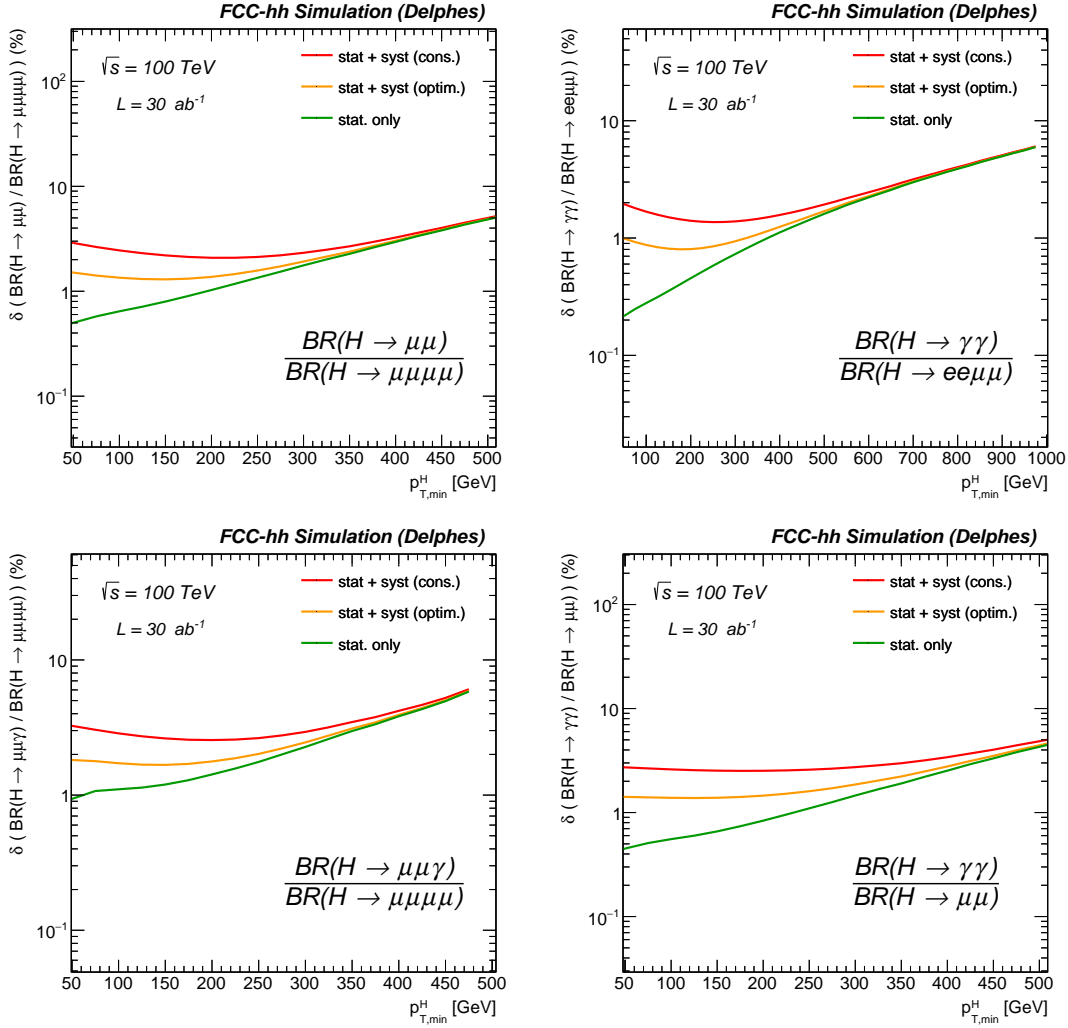 FCC-hh Simulation (Delphes)
δ ( BR(H → μμ) / BR(H → μμμμ) ) (%)
√s = 100 TeV
L = 30 ab⁻¹
stat + syst (cons.)
stat + syst (optim.)
stat. only
10²
10
1
10⁻¹
BR(H → μμ)
BR(H → μμμμ)
50 100 150 200 250 300 350 400 450 500
p^H_T,min [GeV]
FCC-hh Simulation (Delphes)
δ ( BR(H → γγ) / BR(H → eeμμ) ) (%)
√s = 100 TeV
L = 30 ab⁻¹
stat + syst (cons.)
stat + syst (optim.)
stat. only
10
1
10⁻¹
BR(H → γγ)
BR(H → eeμμ)
100 200 300 400 500 600 700 800 900 1000
p^H_T,min [GeV]
FCC-hh Simulation (Delphes)
δ ( BR(H → μμγ) / BR(H → μμμμ) ) (%)
√s = 100 TeV
L = 30 ab⁻¹
stat + syst (cons.)
stat + syst (optim.)
stat. only
10
1
10⁻¹
BR(H → μμγ)
BR(H → μμμμ)
50 100 150 200 250 300 350 400 450 500
p^H_T,min [GeV]
FCC-hh Simulation (Delphes)
δ ( BR(H → γγ) / BR(H → μμ) ) (%)
√s = 100 TeV
L = 30 ab⁻¹
stat + syst (cons.)
stat + syst (optim.)
stat. only
10²
10
1
10⁻¹
BR(H → γγ)
BR(H → μμ)
50 100 150 200 250 300 350 400 450 500
p^H_T,min [GeV]